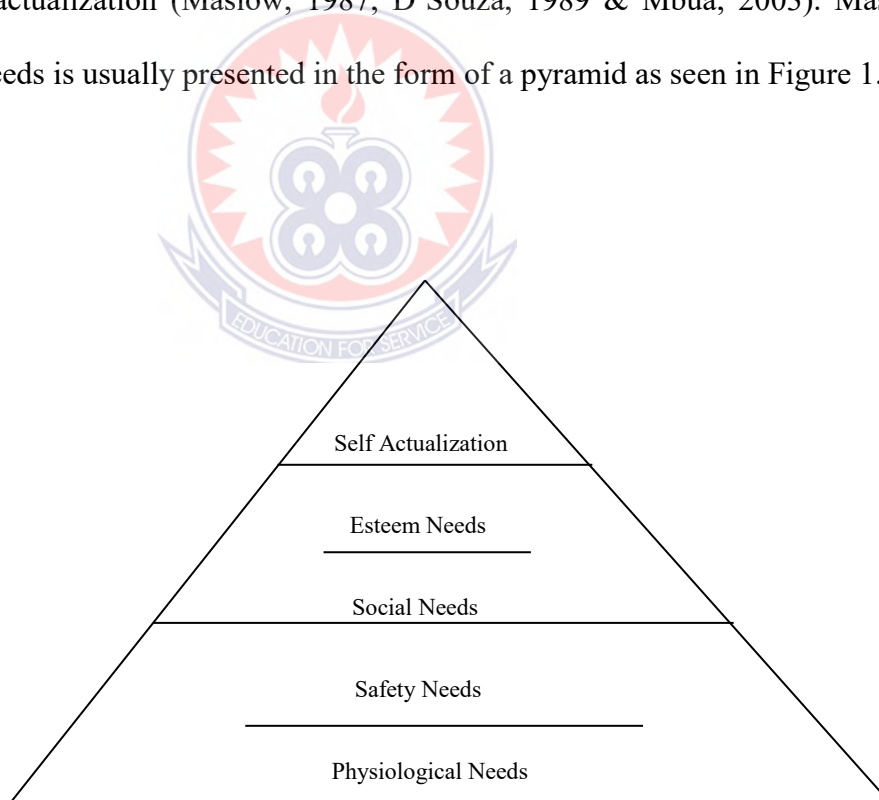 actualization (Maslow, 1987; D'Souza, 1989 & Mbua, 2003). Mas
eeds is usually presented in the form of a pyramid as seen in Figure 1.
EDUCATION FOR SERVICE
Self Actualization
Esteem Needs
Social Needs
Safety Needs
Physiological Needs